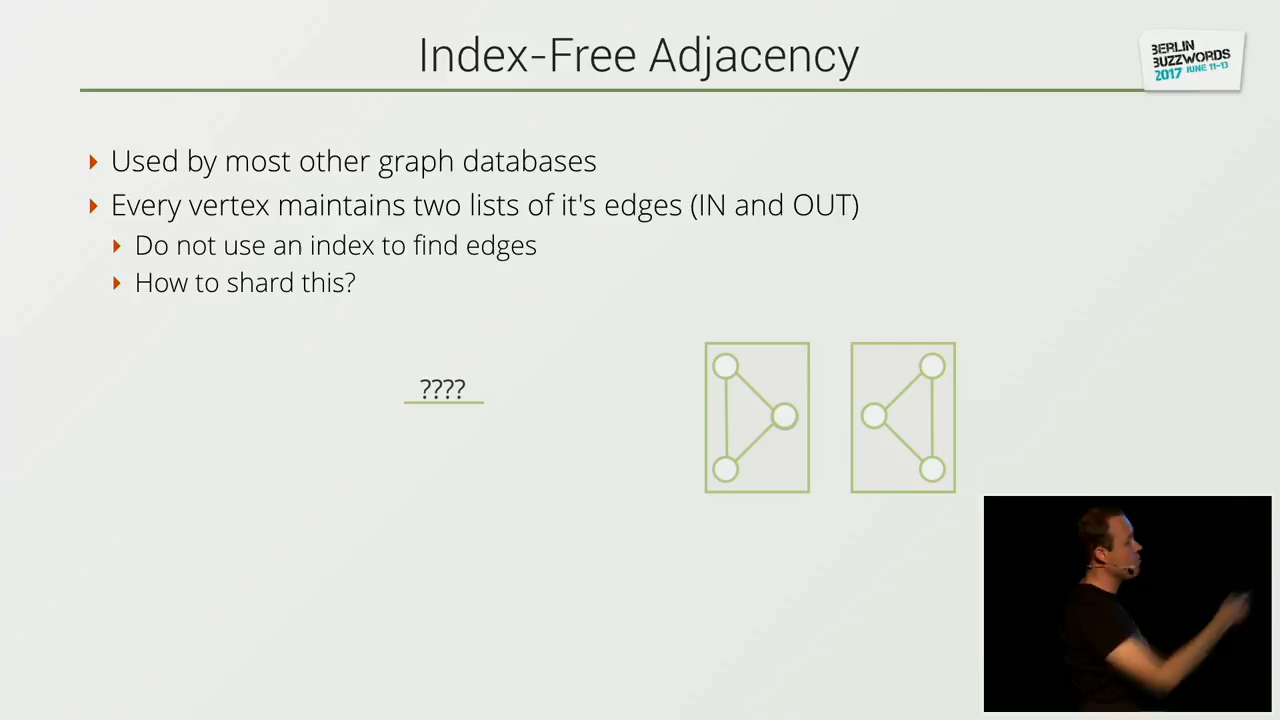 Index-Free Adjacency
BERLIN
BUZZWORDS
2017 JUNE 11-13
Used by most other graph databases
Every vertex maintains two lists of it's edges (IN and OUT)
Do not use an index to find edges
How to shard this?
????